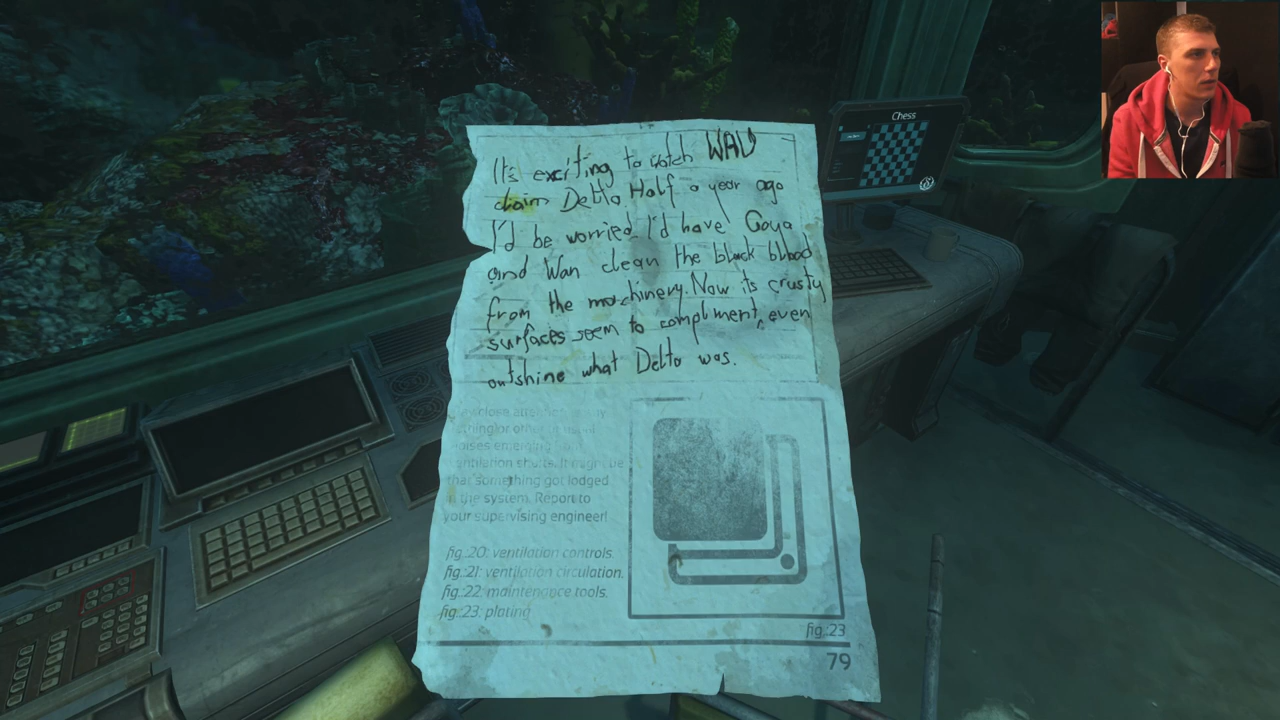 Chess
It's exciting to watch WAU
claim Delta Half a year ago
I'd be worried. I'd have Goya
and Wan clean the black blood
from the machinery. Now its crusty
surfaces seem to compliment, even
outshine what Delta was.
close
or
noises emerging
ventilation shafts. It might be
that something got lodged
in the system. Report to
your supervising engineer!
fig.:20: ventilation controls.
fig.:21: ventilation circulation.
fig.:22: maintenance tools.
fig.:23: plating
fig.:23
79